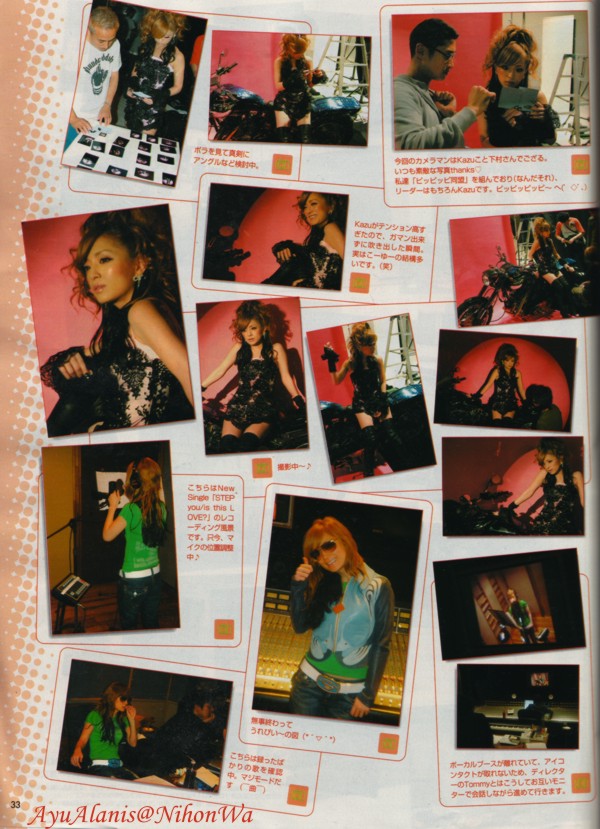 ポラを見て真剣に
アングルなど検討中。
今回のカメラマンはKazuこと下村さんでござる。
いつも素敵な写真thanks♡
私達「ピッピッピ同盟」を組んでおり(なんだそれ)、
リーダーはもちろんKazuです。ピッピッピッピ〜
Kazuがテンション高す
ぎたので、ガマン出来
ずに吹き出した瞬間。
実はこーゆーの結構多
いです。(笑)
撮影中〜♪
こちらはNew
Single「STEP
you/is this L
OVE?」のレコ
ーディング風景
です。只今、マ
イクの位置調整
中♪
無事終わって
うれぴい〜の図 (*´▽`*)
こちらは録ったば
かりの歌を確認
中。マジモードだ
す
ボーカルブースが離れていて、アイコ
ンタクトが取れないため、ディレクタ
ーのTommyとはこうしてお互いモニ
ターで会話しながら進めて行きます。
33
AyuAlanis@NihonWa